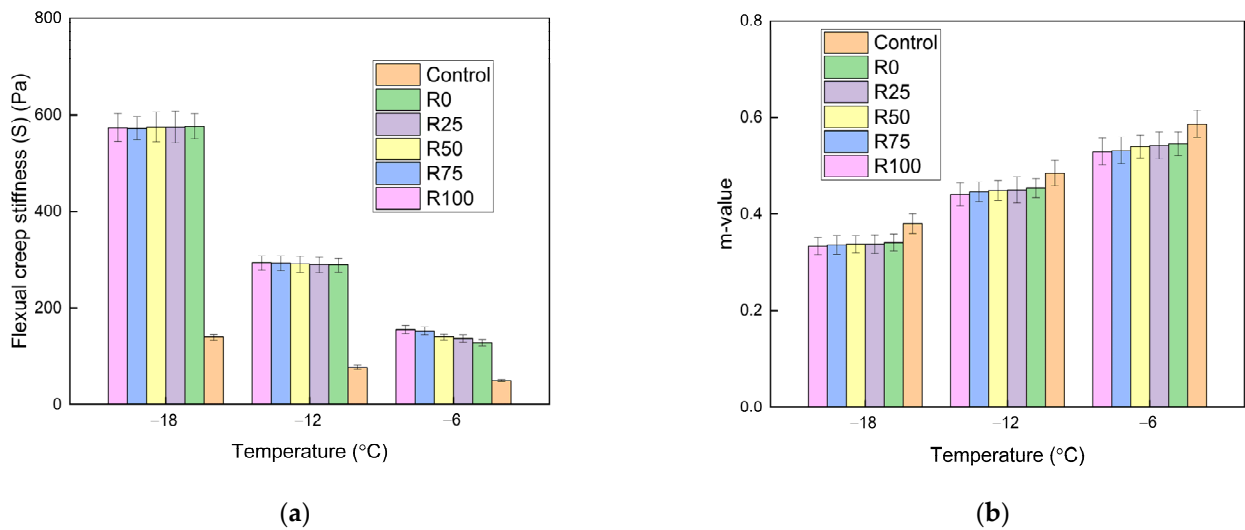 800
600
400
200
0
Flexual creep stiffness (S) (Pa)
Control
R0
R25
R50
R75
R100
−18
−12
−6
Temperature (°C)
(a)
0.8
0.6
0.4
0.2
0.0
m-value
Control
R0
R25
R50
R75
R100
−18
−12
−6
Temperature (°C)
(b)